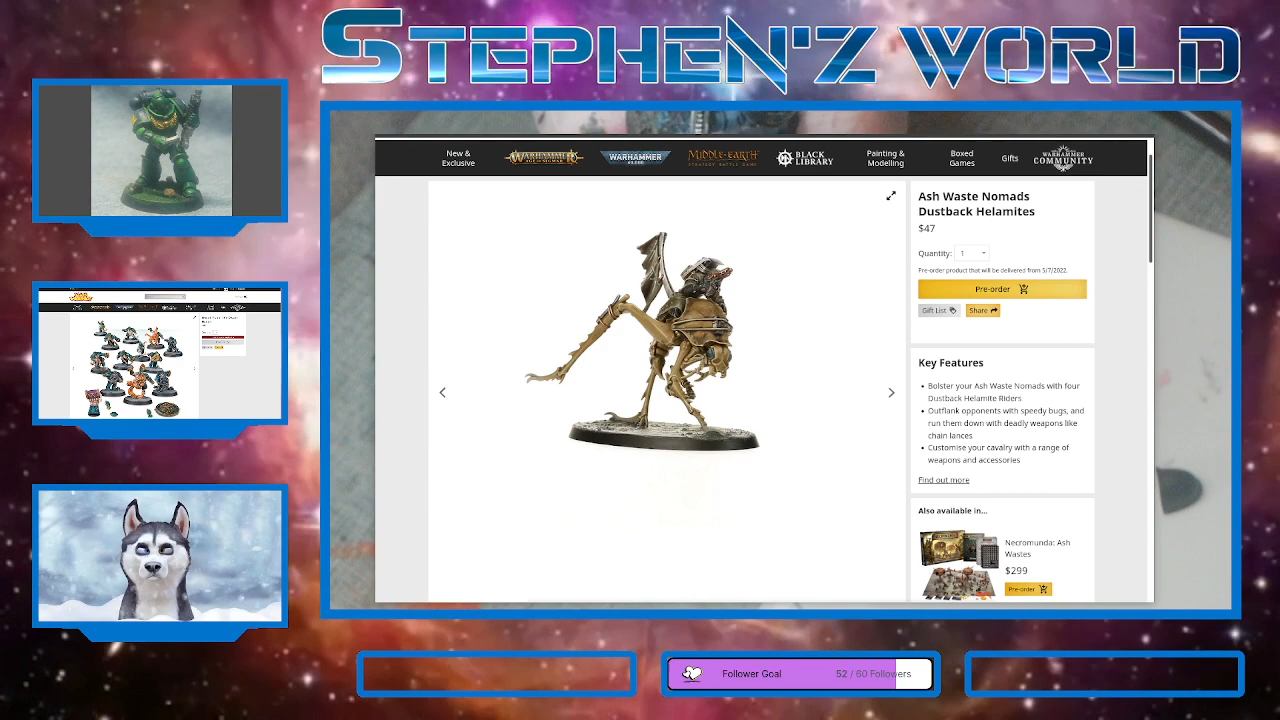 STEPHEN'Z WORLD
New &
Exclusive
WARHAMMER
AGE OF SIGMAR
WARHAMMER
40,000
MIDDLE-EARTH
STRATEGY BATTLE GAME
BLACK
LIBRARY
Painting &
Modelling
Boxed
Games
Gifts
WARHAMMER
COMMUNITY
Ash Waste Nomads
Dustback Helamites
$47
Quantity: 1
Pre-order product that will be delivered from 5/7/2022.
Pre-order
Gift List
Share
Key Features
• Bolster your Ash Waste Nomads with four
Dustback Helamite Riders
• Outflank opponents with speedy bugs, and
run them down with deadly weapons like
chain lances
• Customise your cavalry with a range of
weapons and accessories
Find out more
Also available in...
Necromunda: Ash
Wastes
$299
Pre-order
Follower Goal
52 / 60 Followers